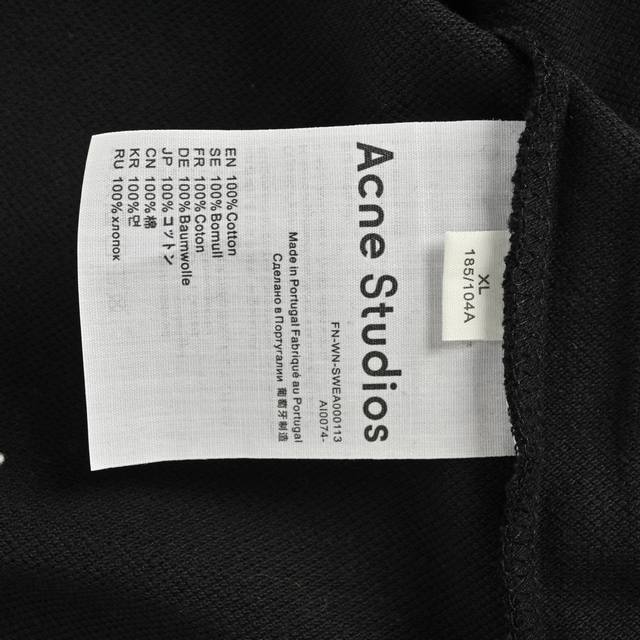 XL
185/104A
Acne Studios
FN-WN-SWEA000113
AI0074-
Made in Portugal Fabriqué au Portugal
Сделано в Португалии 葡萄牙制造
EN 100% Cotton
SE 100% Bomull
FR 100% Coton
DE 100% Baumwolle
JP 100% コットン
CN 100% 棉
KR 100% 면
RU 100% хлопок